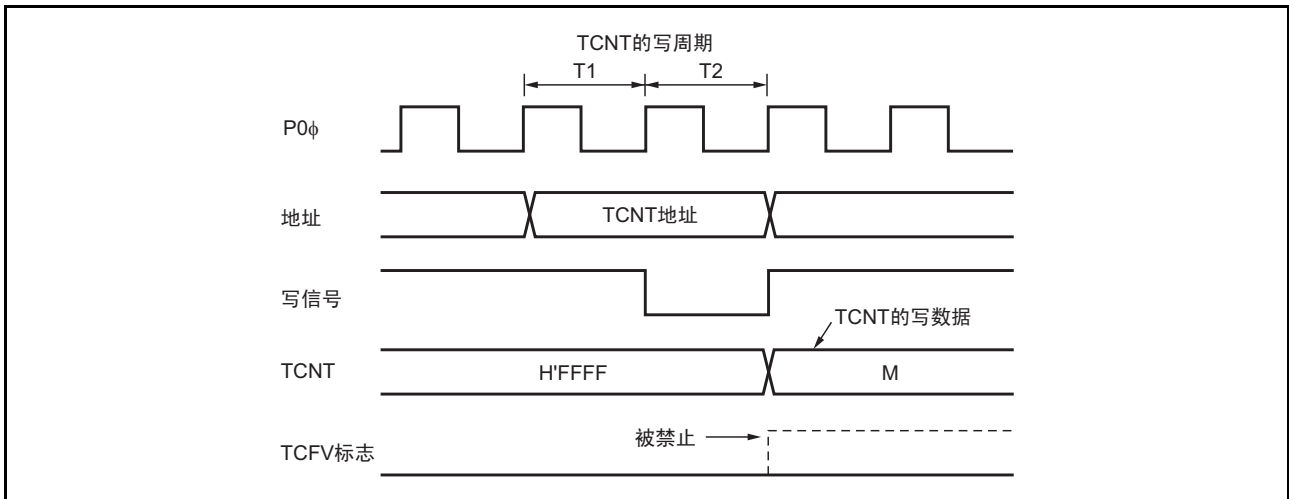 TCNT的写周期
T1 T2
P0ϕ
地址 TCNT地址
写信号
TCNT的写数据
TCNT H'FFFF M
被禁止
TCFV标志